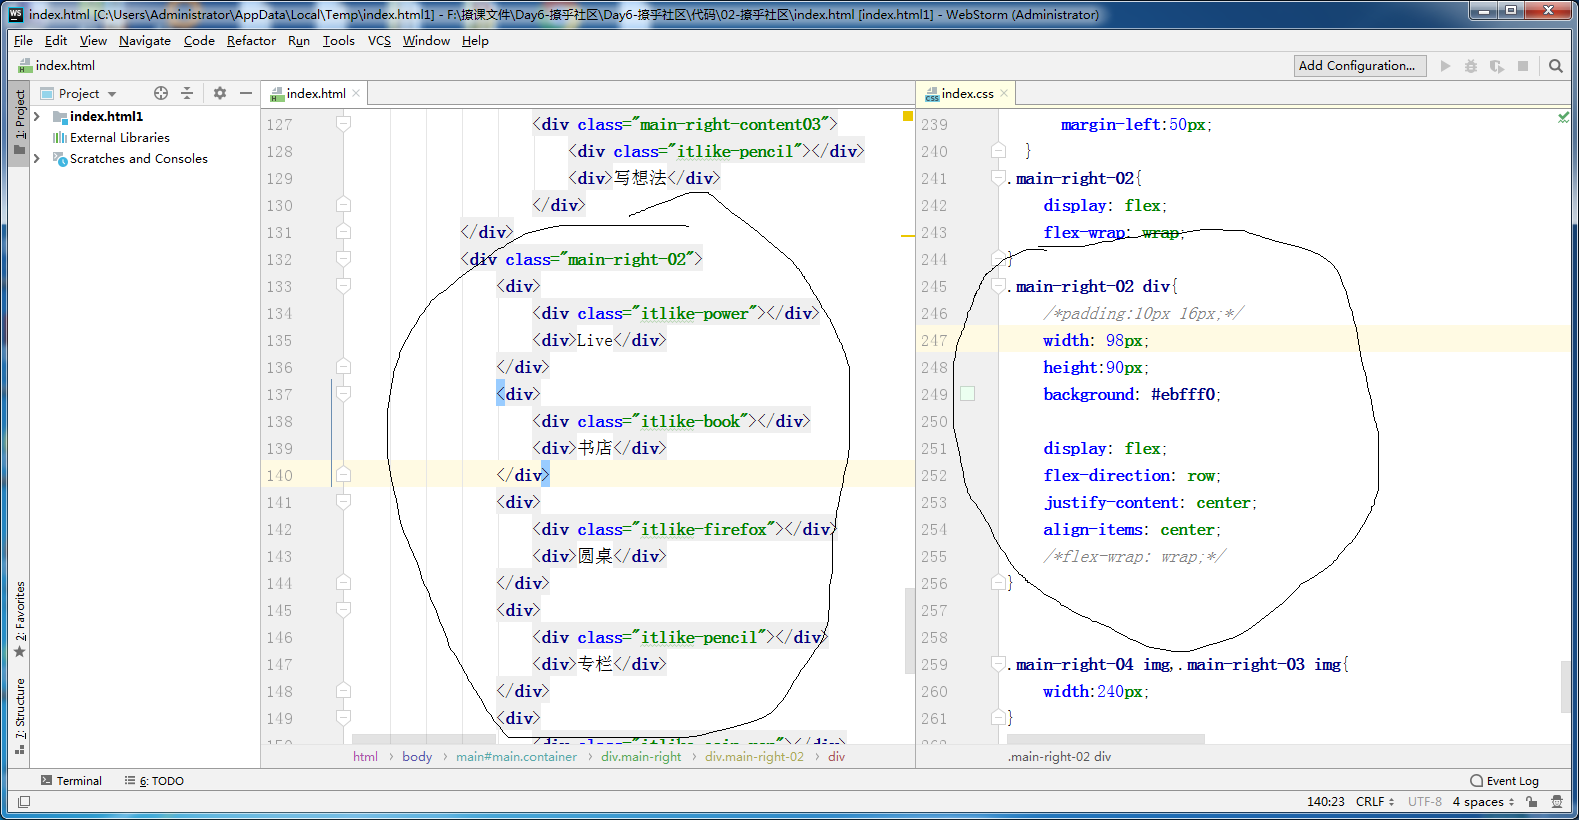 index.html [C:\Users\Administrator\AppData\Local\Temp\index.html1] - F:\撩课文件\Day6-撩乎社区\Day6-撩乎社区\代码\02-撩乎社区\index.html [index.html1] - WebStorm (Administrator)
File Edit View Navigate Code Refactor Run Tools VCS Window Help
index.html
Add Configuration...
1: Project
2: Favorites
7: Structure
Project
index.html1
External Libraries
Scratches and Consoles
index.html
127 <div class="main-right-content03">
128 <div class="itlike-pencil"></div>
129 <div>写想法</div>
130 </div>
131 </div>
132 <div class="main-right-02">
133 <div>
134 <div class="itlike-power"></div>
135 <div>Live</div>
136 </div>
137 <div>
138 <div class="itlike-book"></div>
139 <div>书店</div>
140 </div>
141 <div>
142 <div class="itlike-firefox"></div>
143 <div>圆桌</div>
144 </div>
145 <div>
146 <div class="itlike-pencil"></div>
147 <div>专栏</div>
148 </div>
149 <div>
html › body › main#main.container › div.main-right › div.main-right-02 › div
index.css
239 margin-left:50px;
240 }
241 .main-right-02{
242 display: flex;
243 flex-wrap: wrap;
244 }
245 .main-right-02 div{
246 /*padding:10px 16px;*/
247 width: 98px;
248 height:90px;
249 background: #ebfff0;
250
251 display: flex;
252 flex-direction: row;
253 justify-content: center;
254 align-items: center;
255 /*flex-wrap: wrap;*/
256 }
257
258
259 .main-right-04 img,.main-right-03 img{
260 width:240px;
261 }
.main-right-02 div
Terminal
6: TODO
Event Log
140:23 CRLF UTF-8 4 spaces